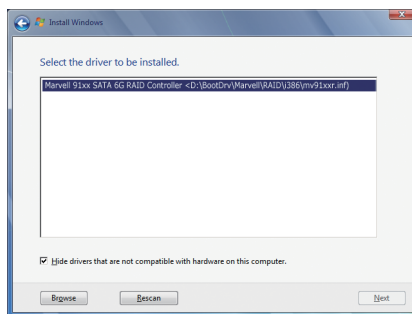 Install Windows
Select the driver to be installed.
Marvell 91xx SATA 6G RAID Controller <D:\BootDrv\Marvell\RAID\i386\mv91xxr.inf)
Hide drivers that are not compatible with hardware on this computer.
Browse
Rescan
Next